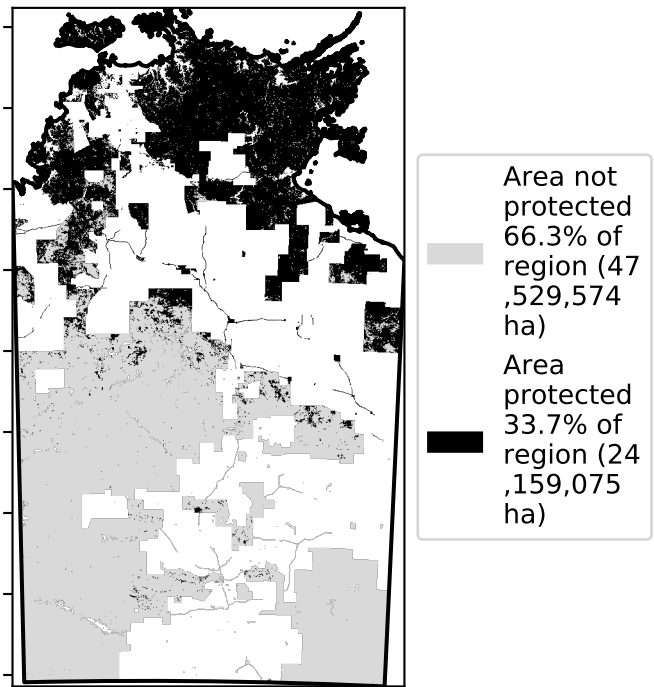 Area not
protected
66.3% of
region (47
,529,574
ha)
Area
protected
33.7% of
region (24
,159,075
ha)